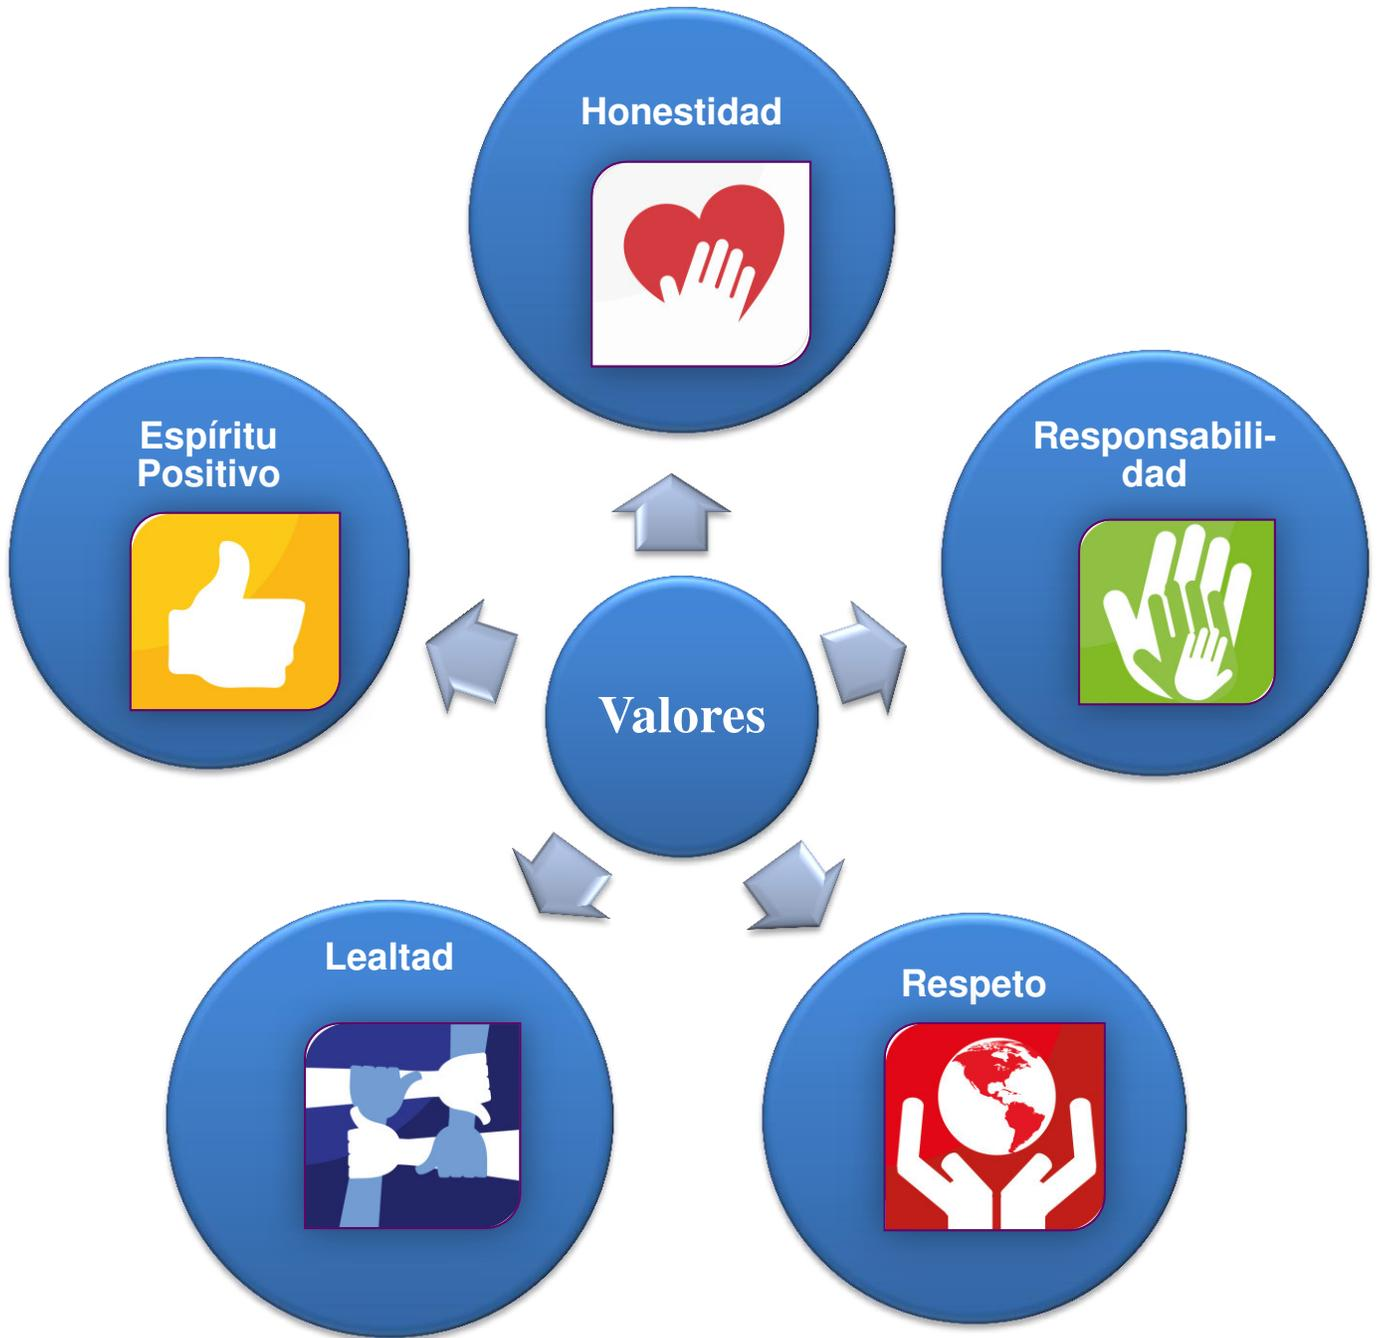 Honestidad
Espíritu
Positivo
Responsabili-
dad
Valores
Lealtad
Respeto